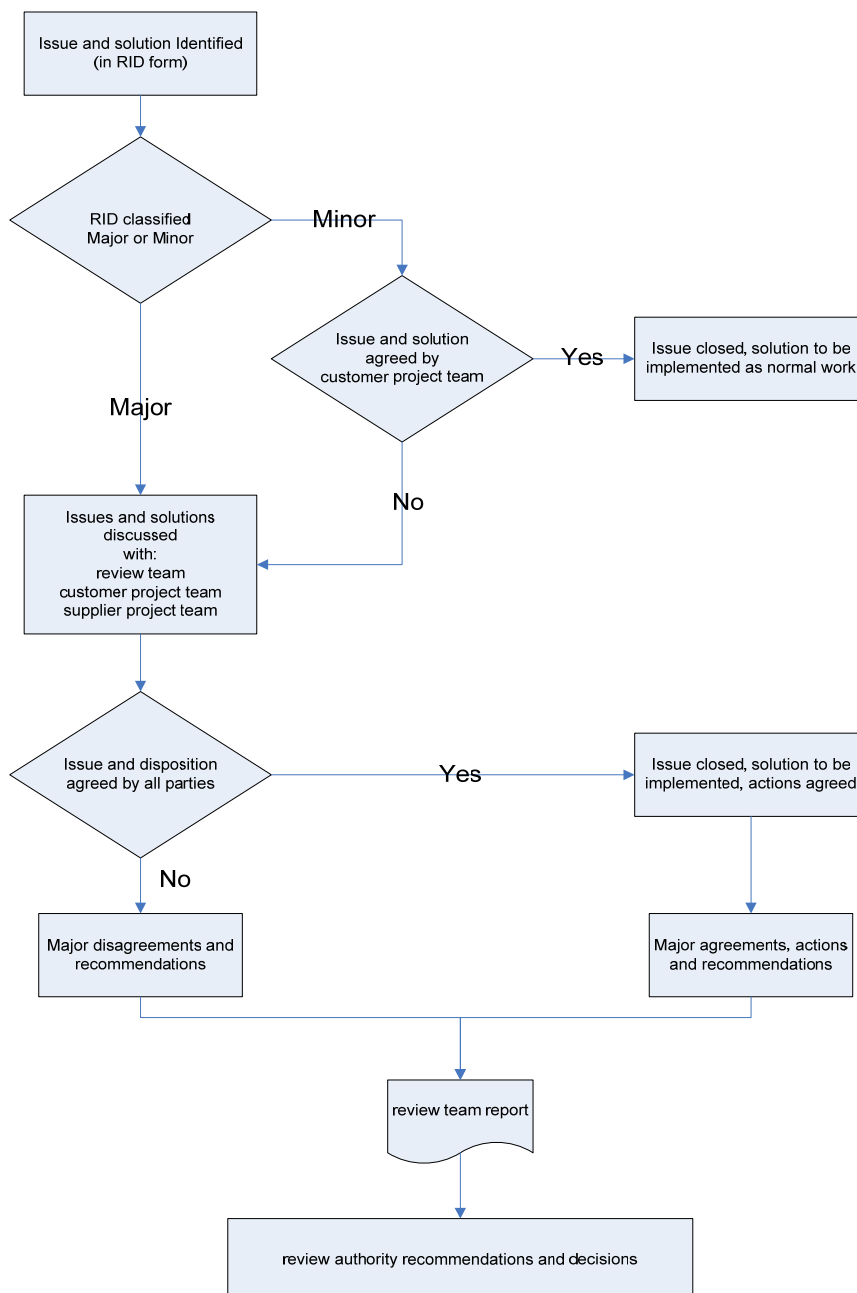 Issue and solution Identified
(in RID form)
RID classified
Major or Minor
Minor
Issue and solution
agreed by
customer project team
Yes
Issue closed, solution to be
implemented as normal work
Major
No
Issues and solutions
discussed
with:
review team
customer project team
supplier project team
Issue and disposition
agreed by all parties
Yes
Issue closed, solution to be
implemented, actions agreed
No
Major disagreements and
recommendations
Major agreements, actions
and recommendations
review team report
review authority recommendations and decisions